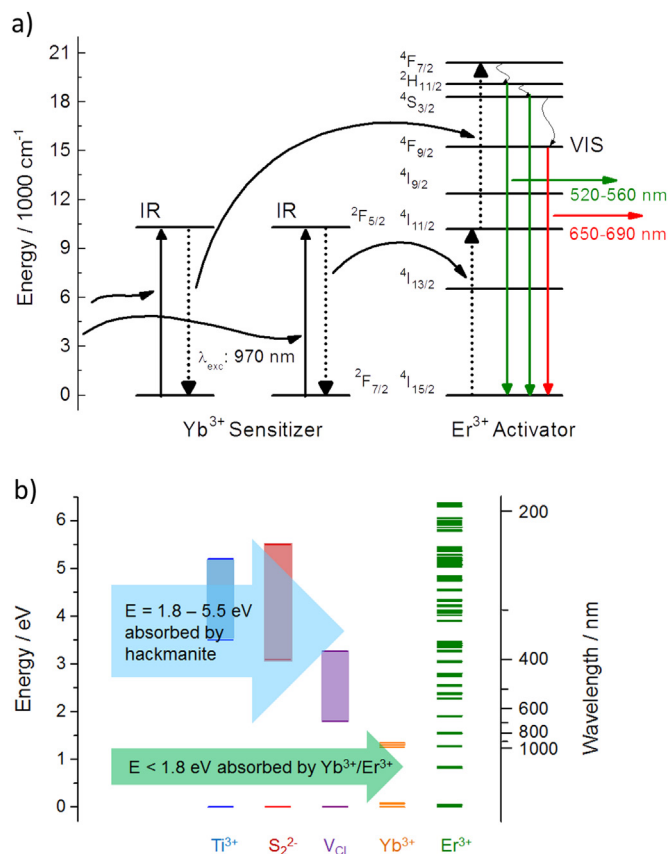 a)
Energy / 1000 cm⁻¹
21
18
15
12
9
6
3
0
IR
IR
λexc: 970 nm
²F5/2
²F7/2
Yb³⁺ Sensitizer
⁴F7/2
²H11/2
⁴S3/2
⁴F9/2
⁴I9/2
⁴I11/2
⁴I13/2
⁴I15/2
VIS
520-560 nm
650-690 nm
Er³⁺ Activator
b)
Energy / eV
6
5
4
3
2
1
0
E = 1.8 – 5.5 eV
absorbed by
hackmanite
E < 1.8 eV absorbed by Yb³⁺/Er³⁺
Ti³⁺
S₂²⁻
VCl
Yb³⁺
Er³⁺
200
400
600
800
1000
Wavelength / nm